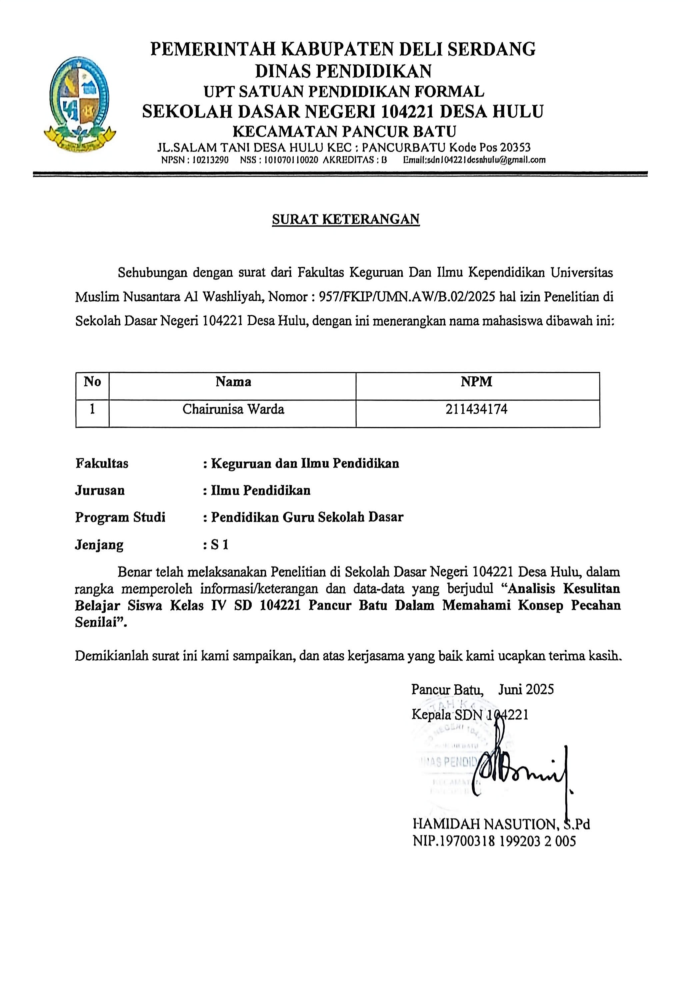 PEMERINTAH KABUPATEN DELI SERDANG
DINAS PENDIDIKAN
UPT SATUAN PENDIDIKAN FORMAL
SEKOLAH DASAR NEGERI 104221 DESA HULU
KECAMATAN PANCUR BATU
JL.SALAM TANI DESA HULU KEC : PANCURBATU Kode Pos 20353
NPSN : 10213290 NSS : 101070110020 AKREDITAS : B Email:sdn104221desahulu@gmail.com
SURAT KETERANGAN
Sehubungan dengan surat dari Fakultas Keguruan Dan Ilmu Kependidikan Universitas
Muslim Nusantara Al Washliyah, Nomor : 957/FKIP/UMN.AW/B.02/2025 hal izin Penelitian di
Sekolah Dasar Negeri 104221 Desa Hulu, dengan ini menerangkan nama mahasiswa dibawah ini:
No Nama NPM
1 Chairunisa Warda 211434174
Fakultas : Keguruan dan Ilmu Pendidikan
Jurusan : Ilmu Pendidikan
Program Studi : Pendidikan Guru Sekolah Dasar
Jenjang : S 1
Benar telah melaksanakan Penelitian di Sekolah Dasar Negeri 104221 Desa Hulu, dalam
rangka memperoleh informasi/keterangan dan data-data yang berjudul “Analisis Kesulitan
Belajar Siswa Kelas IV SD 104221 Pancur Batu Dalam Memahami Konsep Pecahan
Senilai”.
Demikianlah surat ini kami sampaikan, dan atas kerjasama yang baik kami ucapkan terima kasih.
Pancur Batu, Juni 2025
Kepala SDN 104221
NEGERI 104221
DINAS PENDID
KECAMATAN
HAMIDAH NASUTION, S.Pd
NIP.19700318 199203 2 005